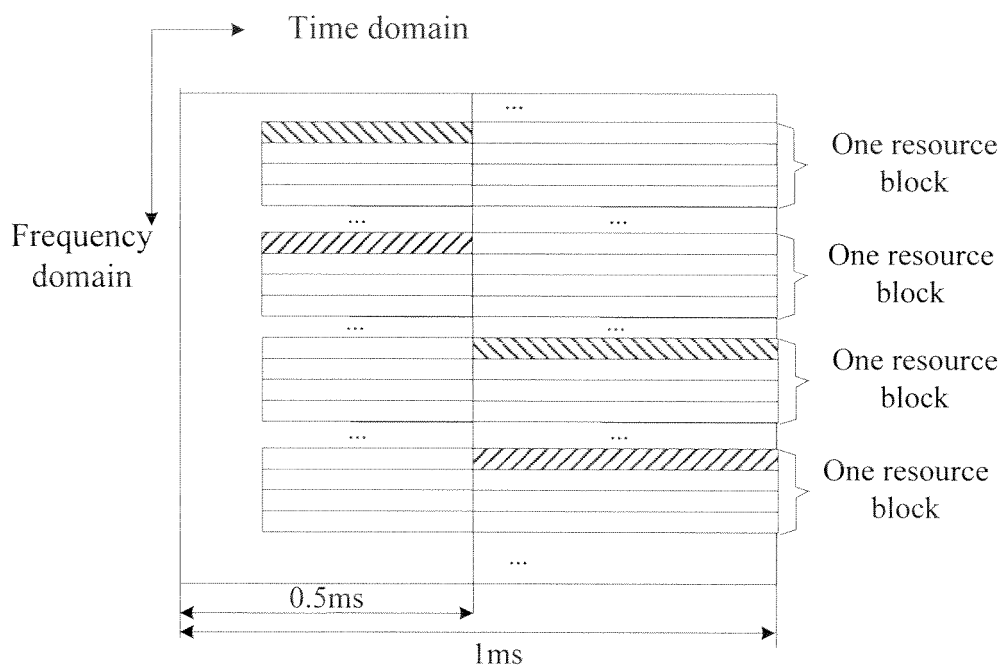 Time domain
...
One resource
block
... ...
Frequency
domain
One resource
block
... ...
One resource
block
... ...
One resource
block
...
0.5ms
1ms